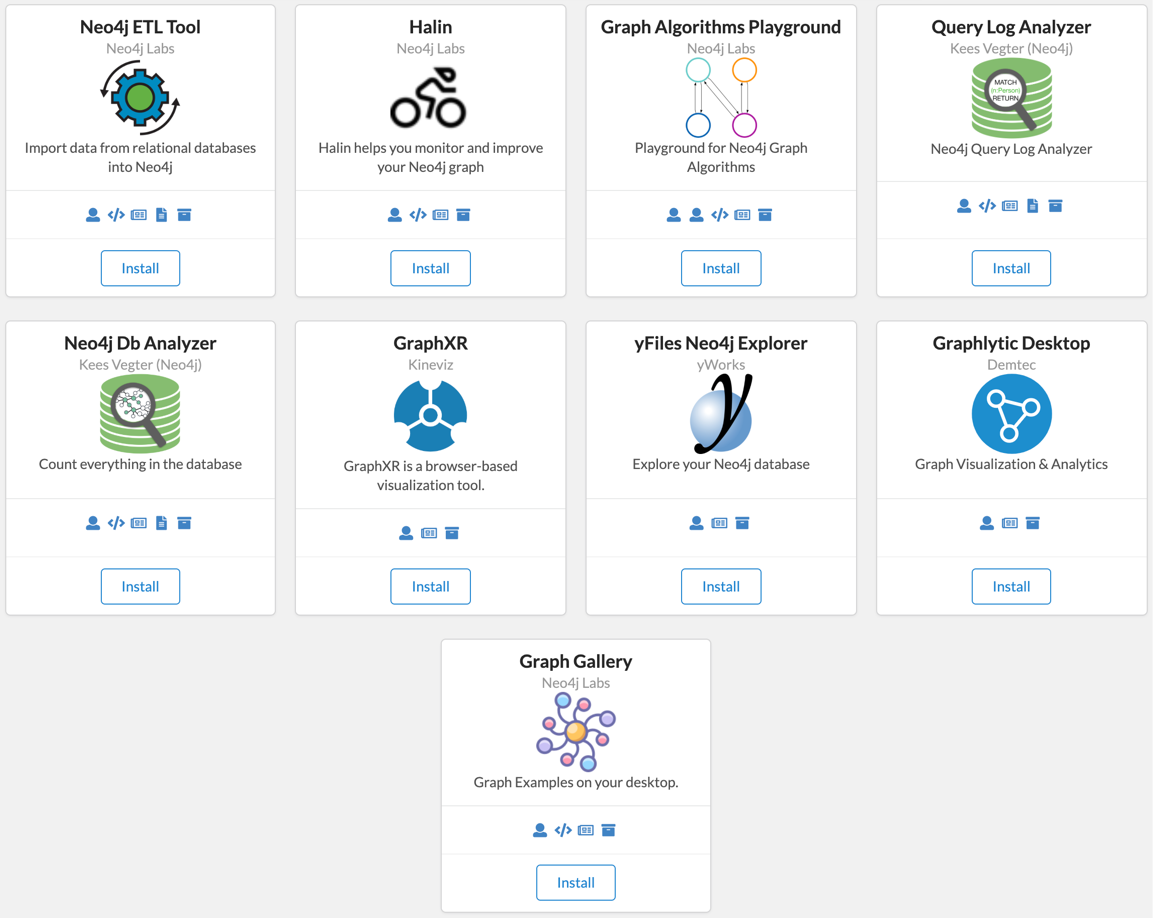 Neo4j ETL Tool
Neo4j Labs
Import data from relational databases
into Neo4j
Install
Halin
Neo4j Labs
Halin helps you monitor and improve
your Neo4j graph
Install
Graph Algorithms Playground
Neo4j Labs
Playground for Neo4j Graph
Algorithms
Install
Query Log Analyzer
Kees Vegter (Neo4j)
MATCH
(n:Person)
RETURN
Neo4j Query Log Analyzer
Install
Neo4j Db Analyzer
Kees Vegter (Neo4j)
Count everything in the database
Install
GraphXR
Kineviz
GraphXR is a browser-based
visualization tool.
Install
yFiles Neo4j Explorer
yWorks
y
Explore your Neo4j database
Install
Graphlytic Desktop
Demtec
Graph Visualization & Analytics
Install
Graph Gallery
Neo4j Labs
Graph Examples on your desktop.
Install